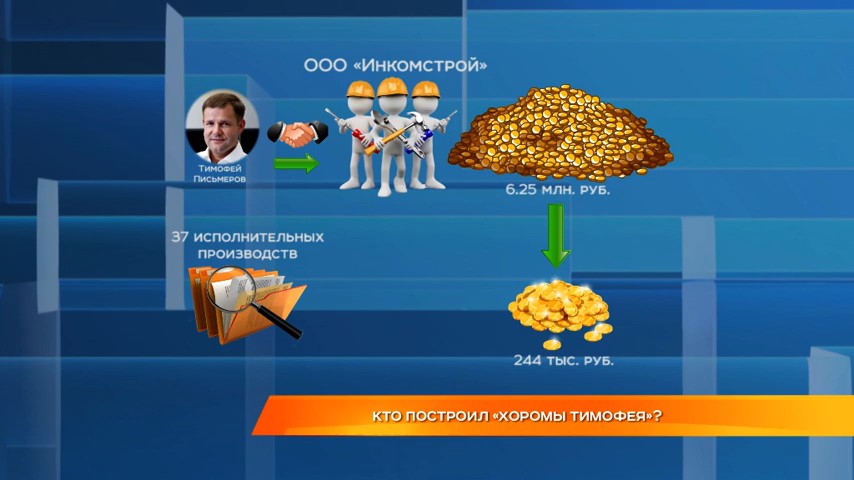 ООО «Инкомстрой»
Тимофей
Письмеров
6.25 млн. руб.
37 исполнительных
производств
244 тыс. руб.
КТО ПОСТРОИЛ «ХОРОМЫ ТИМОФЕЯ»?